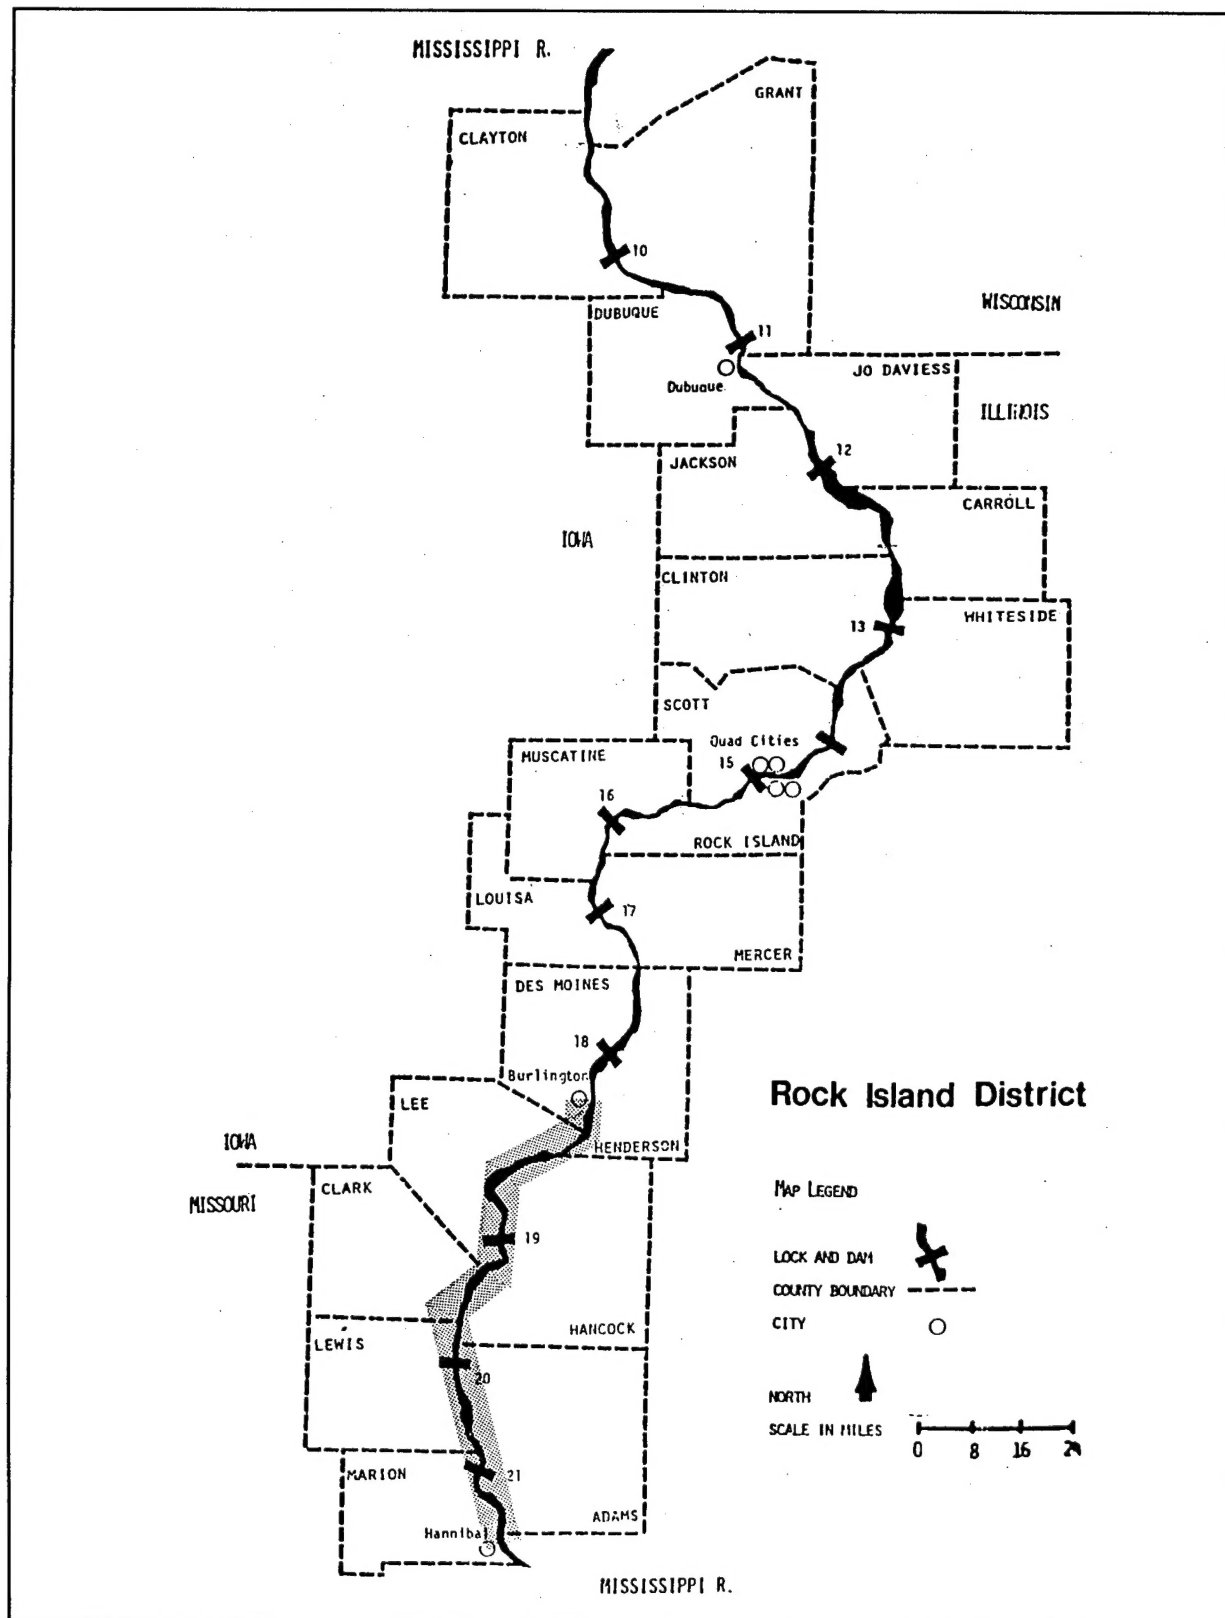 MISSISSIPPI R.
GRANT
CLAYTON
10
WISCONSIN
DUBUQUE
11
JO DAVIESS
Dubuque
ILLINOIS
12
JACKSON
CARROLL
IOWA
CLINTON
WHITESIDE
13
SCOTT
Quad Cities
MUSCATINE
15
16
ROCK ISLAND
LOUISA
17
MERCER
DES MOINES
18
Burlington
Rock Island District
LEE
IOWA
HENDERSON
CLARK
MAP LEGEND
MISSOURI
19
LOCK AND DAM
COUNTY BOUNDARY
CITY
HANCOCK
LEWIS
20
NORTH
SCALE IN MILES
0 8 16 24
MARION
21
ADAMS
Hannibal
MISSISSIPPI R.